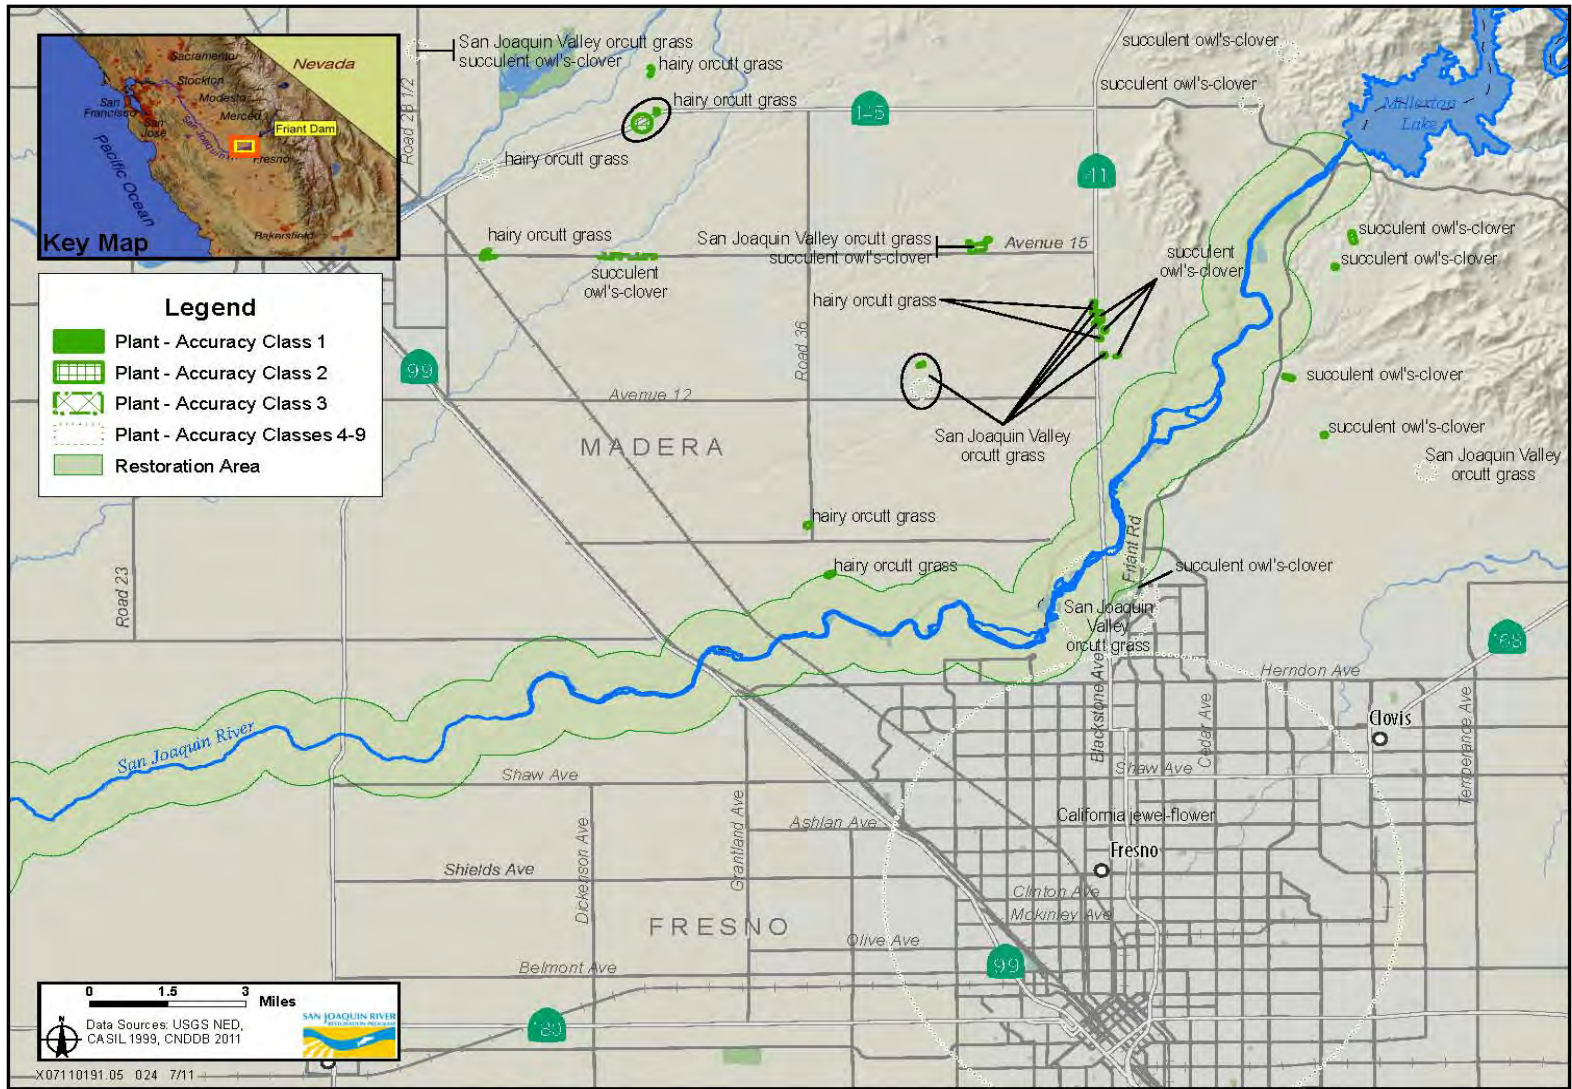 San Joaquin Valley orcutt grass
succulent owl's-clover
hairy orcutt grass
hairy orcutt grass
hairy orcutt grass
succulent owl's-clover
succulent owl's-clover
145
41
Millerton
Lake
Road 28 1/2
Nevada
Sacramento
Stockton
Modesto
Merced
San
Francisco
San
Jose
San Joaquin
Friant Dam
Fresno
Pacific Ocean
Bakersfield
Key Map
hairy orcutt grass
succulent
owl's-clover
San Joaquin Valley orcutt grass
succulent owl's-clover
Avenue 15
succulent
owl's-clover
succulent owl's-clover
succulent owl's-clover
hairy orcutt grass
Legend
Plant - Accuracy Class 1
Plant - Accuracy Class 2
Plant - Accuracy Class 3
Plant - Accuracy Classes 4-9
Restoration Area
99
Road 36
Avenue 12
MADERA
San Joaquin Valley
orcutt grass
succulent owl's-clover
succulent owl's-clover
San Joaquin Valley
orcutt grass
hairy orcutt grass
hairy orcutt grass
Friant Rd
succulent owl's-clover
San Joaquin
Valley
orcutt grass
Road 23
168
Herndon Ave
Blackstone Ave
Cedar Ave
Clovis
Temperance Ave
San Joaquin River
Shaw Ave
Shaw Ave
California jewel-flower
Ashlan Ave
Grantland Ave
Dickenson Ave
Shields Ave
Fresno
Clinton Ave
Mckinley Ave
FRESNO
Olive Ave
Belmont Ave
99
180
0 1.5 3
Miles
N
Data Sources: USGS NED,
CASIL 1999, CNDDB 2011
SAN JOAQUIN RIVER
RESTORATION PROGRAM
X07110191.05 024 7/11